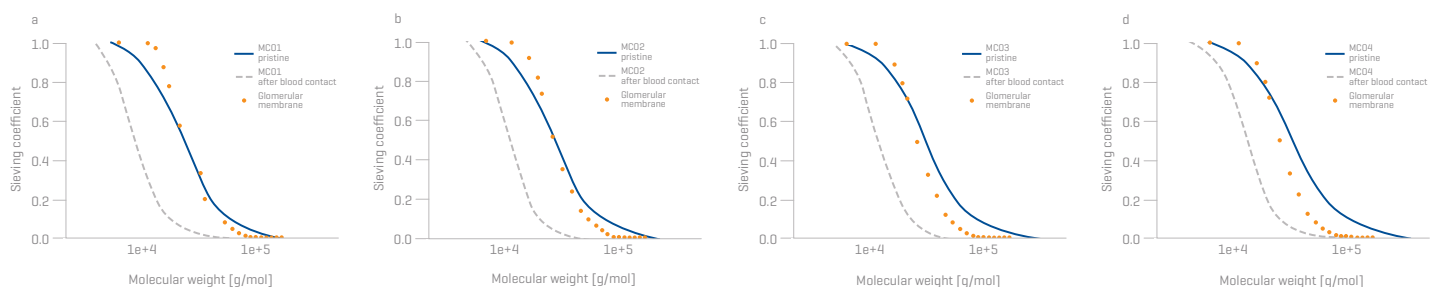 a
Sieving coefficient
1.0
0.8
0.6
0.4
0.2
0.0
1e+4
1e+5
Molecular weight [g/mol]
MCO1
pristine
MCO1
after blood contact
Glomerular
membrane
b
Sieving coefficient
1.0
0.8
0.6
0.4
0.2
0.0
1e+4
1e+5
Molecular weight [g/mol]
MCO2
pristine
MCO2
after blood contact
Glomerular
membrane
c
Sieving coefficient
1.0
0.8
0.6
0.4
0.2
0.0
1e+4
1e+5
Molecular weight [g/mol]
MCO3
pristine
MCO3
after blood contact
Glomerular
membrane
d
Sieving coefficient
1.0
0.8
0.6
0.4
0.2
0.0
1e+4
1e+5
Molecular weight [g/mol]
MCO4
pristine
MCO4
after blood contact
Glomerular
membrane